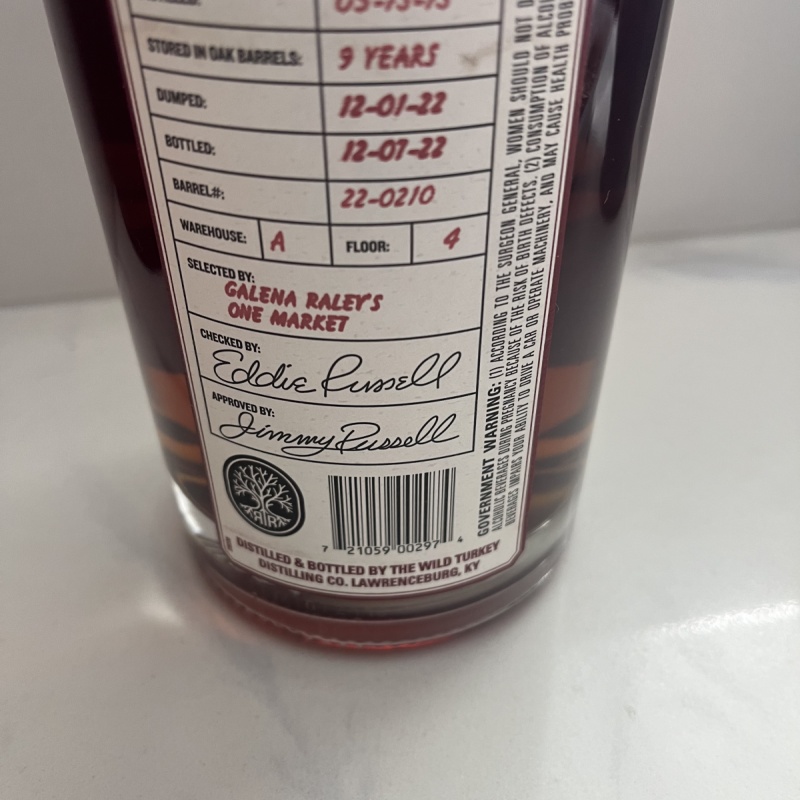 STORED IN OAK BARRELS: 9 YEARS
DUMPED: 12-01-22
BOTTLED: 12-07-22
BARREL#: 22-0210
WAREHOUSE: A FLOOR: 4
SELECTED BY:
GALENA RALEY'S
ONE MARKET
CHECKED BY:
Eddie Russell
APPROVED BY:
Jimmy Russell
7 21059 00297 4
DISTILLED & BOTTLED BY THE WILD TURKEY
DISTILLING CO. LAWRENCEBURG, KY
GOVERNMENT WARNING: (1) ACCORDING TO THE SURGEON GENERAL, WOMEN SHOULD NOT
ALCOHOLIC BEVERAGES DURING PREGNANCY BECAUSE OF THE RISK OF BIRTH DEFECTS. (2) CONSUMPTION OF
BEVERAGES IMPAIRS YOUR ABILITY TO DRIVE A CAR OR OPERATE MACHINERY, AND MAY CAUSE HEALTH